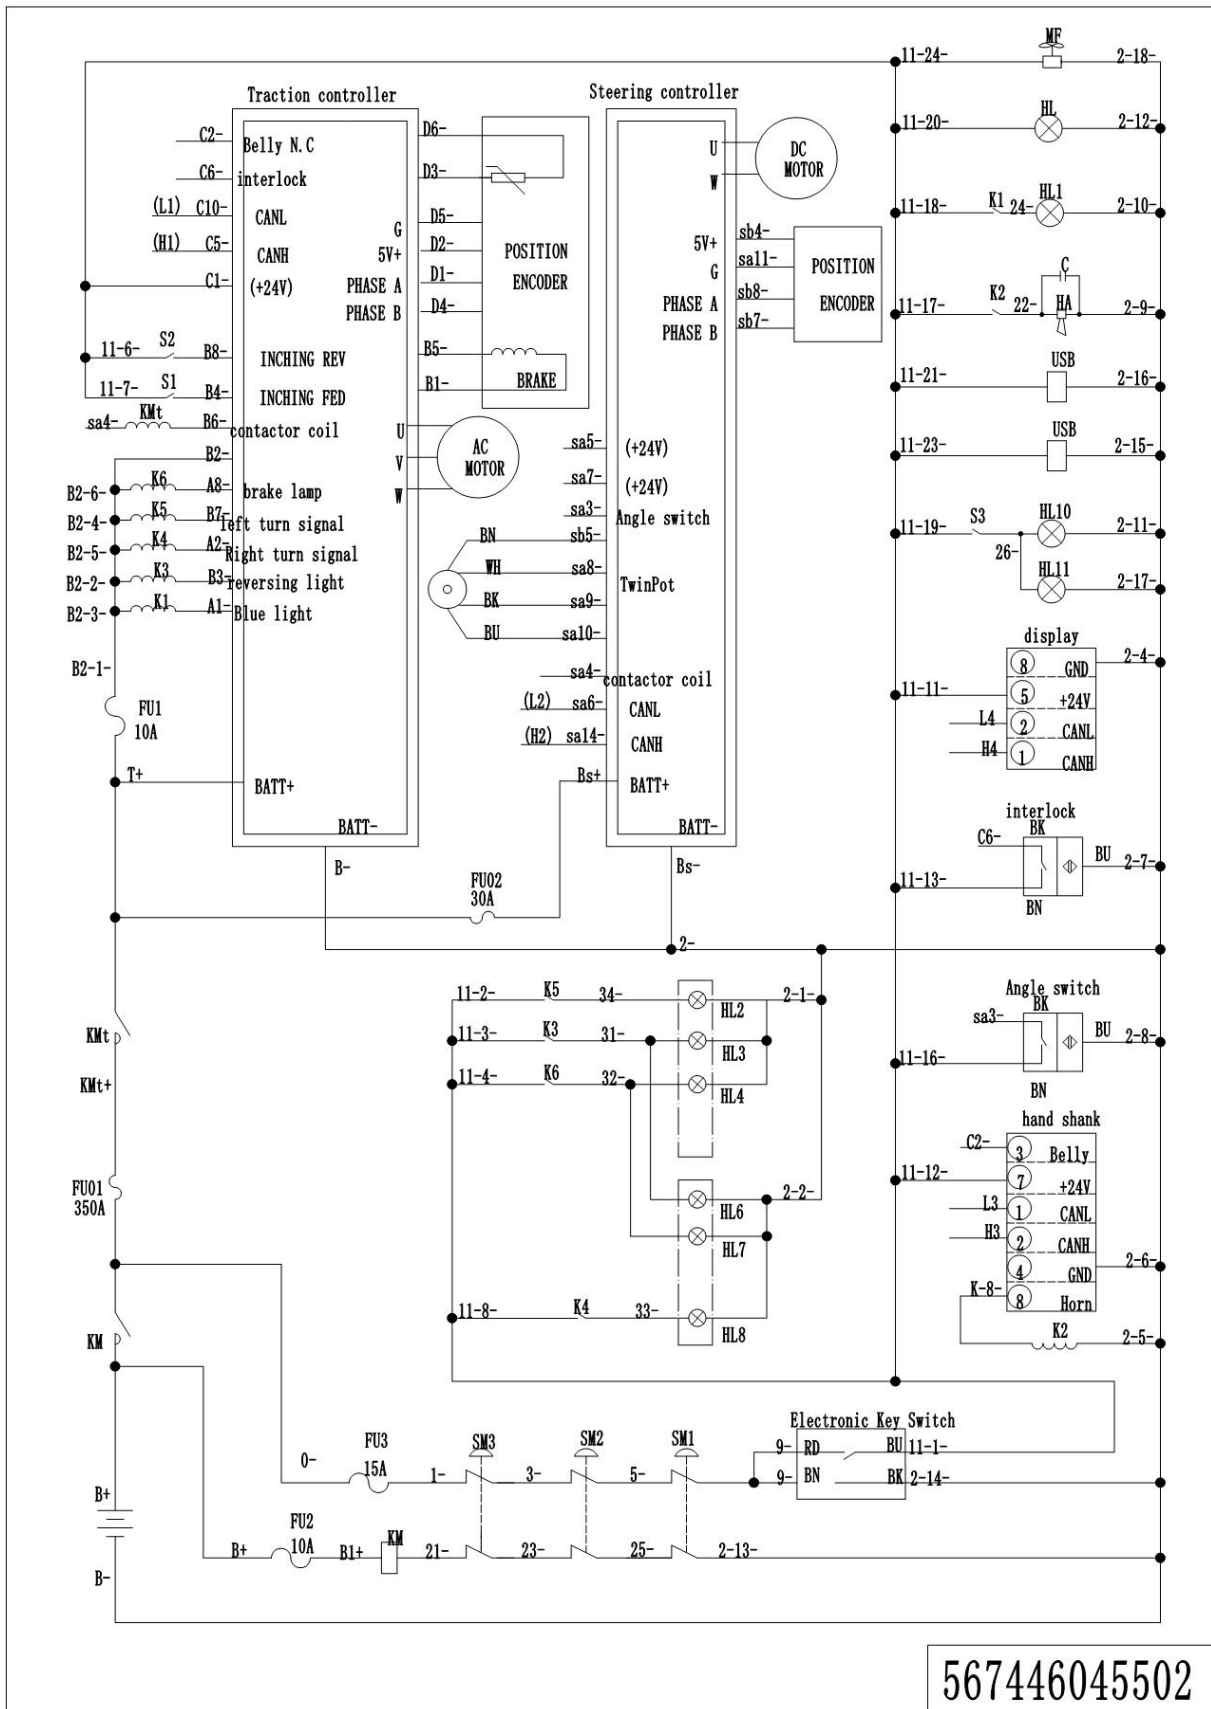 MF
11-24-
2-18-
Traction controller
Steering controller
HL
11-20-
2-12-
C2-
Belly N.C
D6-
U
W
DC
MOTOR
C6-
interlock
D3-
(L1) C10-
CANL
HL1
11-18-
K1
24-
2-10-
D5-
G
(H1) C5-
CANH
D2-
5V+
POSITION
ENCODER
sb4-
5V+
sa11-
G
POSITION
ENCODER
C1-
(+24V)
D1-
PHASE A
D4-
PHASE B
sb8-
PHASE A
sb7-
PHASE B
C
HA
11-17-
K2
22-
2-9-
11-6-
S2
B8-
INCHING REV
B5-
BRAKE
B1-
11-7-
S1
B4-
INCHING FED
USB
11-21-
2-16-
sa4-
KMt
B6-
contactor coil
U
V
W
AC
MOTOR
B2-
USB
11-23-
2-15-
sa5-
(+24V)
sa7-
(+24V)
sa3-
Angle switch
B2-6-
K6
A8-
brake lamp
B2-4-
K5
B7-
left turn signal
B2-5-
K4
A2-
Right turn signal
B2-2-
K3
B3-
reversing light
B2-3-
K1
A1-
Blue light
BN
sb5-
WH
sa8-
BK
sa9-
BU
sa10-
TwinPot
11-19-
S3
26-
HL10
2-11-
HL11
2-17-
B2-1-
FU1
10A
sa4-
contactor coil
(L2) sa6-
CANL
(H2) sa14-
CANH
display
8
GND
2-4-
11-11-
5
+24V
L4
2
CANL
H4
1
CANH
T+
BATT+
BATT-
Bs+
BATT+
BATT-
B-
Bs-
interlock
BK
C6-
BU
2-7-
11-13-
BN
FU02
30A
2-
KMt
KMt+
FU01
350A
KM
11-2-
K5
34-
HL2
2-1-
11-3-
K3
31-
HL3
11-4-
K6
32-
HL4
HL6
2-2-
HL7
11-8-
K4
33-
HL8
Angle switch
BK
sa3-
BU
2-8-
11-16-
BN
hand shank
C2-
3
Belly
11-12-
7
+24V
L3
1
CANL
H3
2
CANH
4
GND
2-6-
K-8-
8
Horn
K2
2-5-
Electronic Key Switch
0-
FU3
15A
1-
SM3
3-
SM2
5-
SM1
9-
RD
BU
11-1-
9-
BN
BK
2-14-
B+
B-
B+
FU2
10A
B1+
KM
21-
23-
25-
2-13-
567446045502